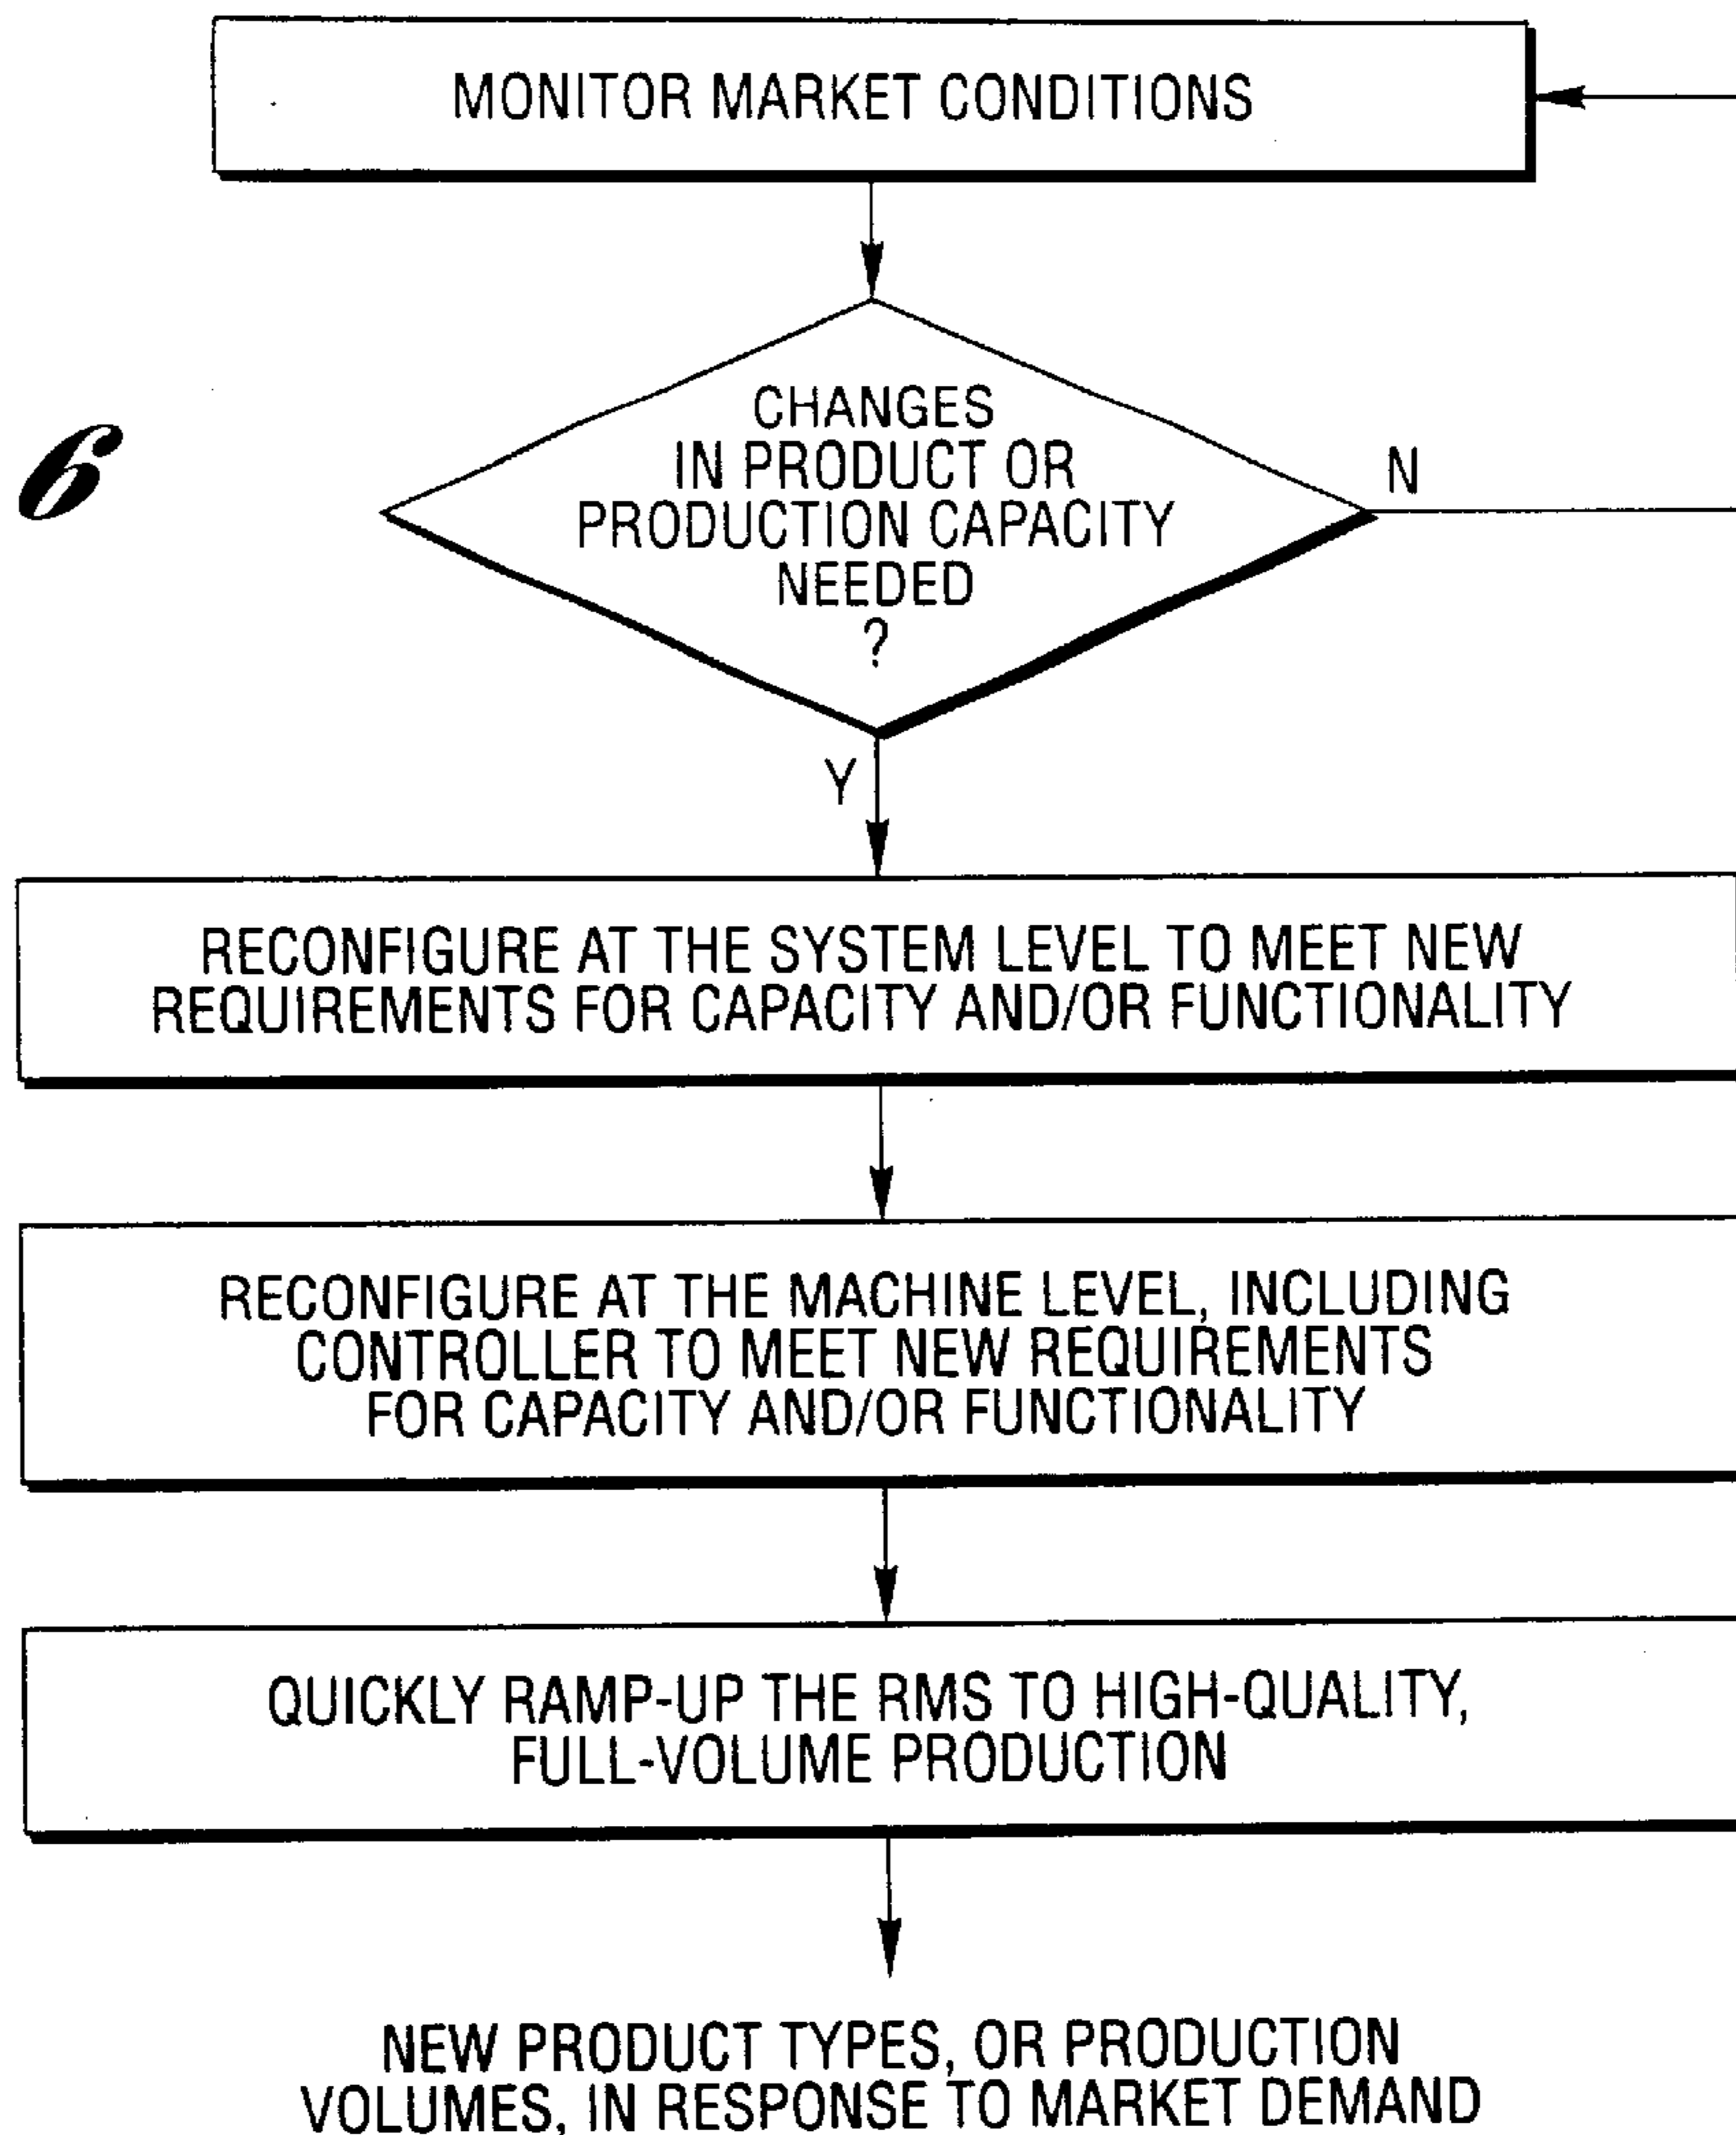 MONITOR MARKET CONDITIONS
CHANGES
IN PRODUCT OR
PRODUCTION CAPACITY
NEEDED
?
N
6
Y
RECONFIGURE AT THE SYSTEM LEVEL TO MEET NEW
REQUIREMENTS FOR CAPACITY AND/OR FUNCTIONALITY
RECONFIGURE AT THE MACHINE LEVEL, INCLUDING
CONTROLLER TO MEET NEW REQUIREMENTS
FOR CAPACITY AND/OR FUNCTIONALITY
QUICKLY RAMP-UP THE RMS TO HIGH-QUALITY,
FULL-VOLUME PRODUCTION
NEW PRODUCT TYPES, OR PRODUCTION
VOLUMES, IN RESPONSE TO MARKET DEMAND